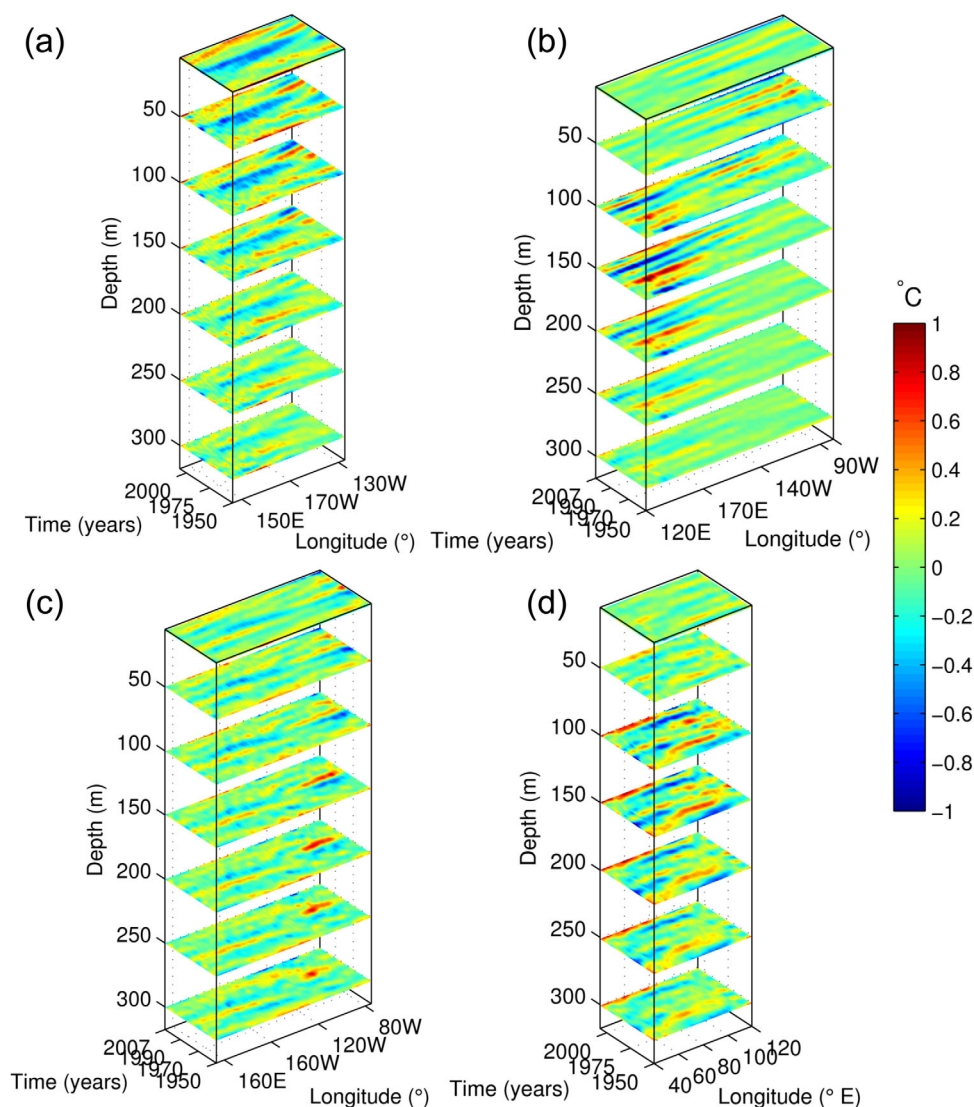 (a)
50
100
150
200
250
300
Depth (m)
2000
1975
1950
Time (years)
150E
170W
130W
Longitude (°)
(b)
50
100
150
200
250
300
Depth (m)
2007
1990
1970
1950
Time (years)
120E
170E
140W
90W
Longitude (°)
°C
1
0.8
0.6
0.4
0.2
0
−0.2
−0.4
−0.6
−0.8
−1
(c)
50
100
150
200
250
300
Depth (m)
2007
1990
1970
1950
Time (years)
160E
160W
120W
80W
Longitude (°)
(d)
50
100
150
200
250
300
Depth (m)
2000
1975
1950
Time (years)
40
60
80
100
120
Longitude (° E)